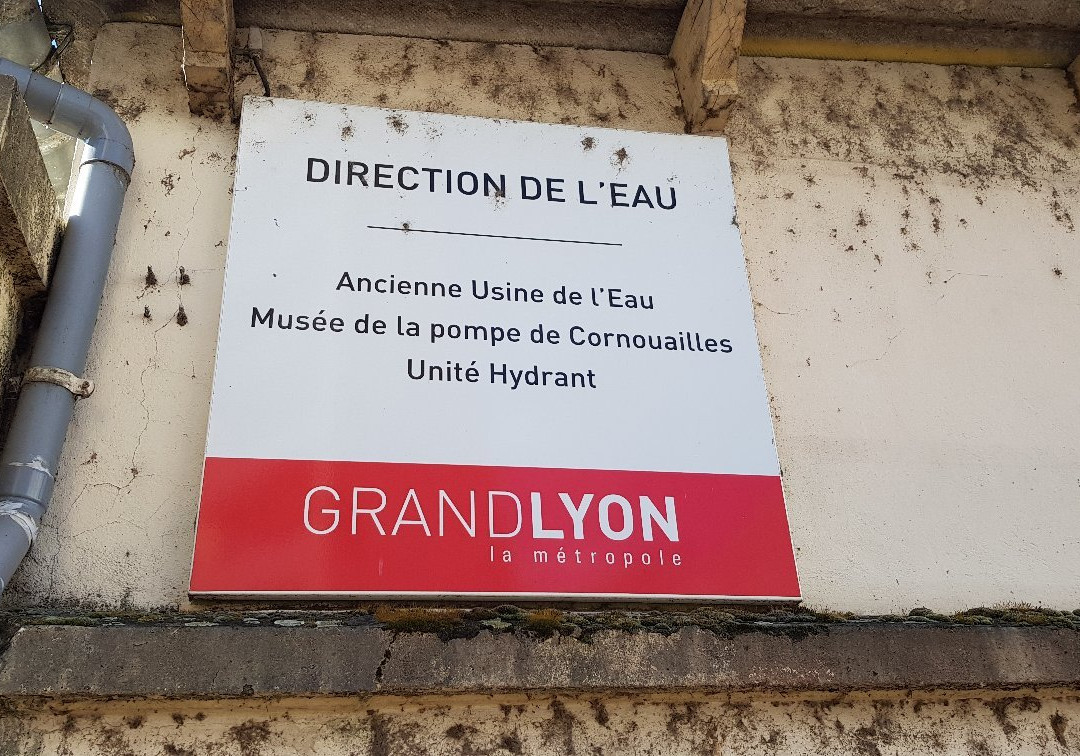 DIRECTION DE L'EAU
Ancienne Usine de l'Eau
Musée de la pompe de Cornouailles
Unité Hydrant
GRANDLYON
la métropole